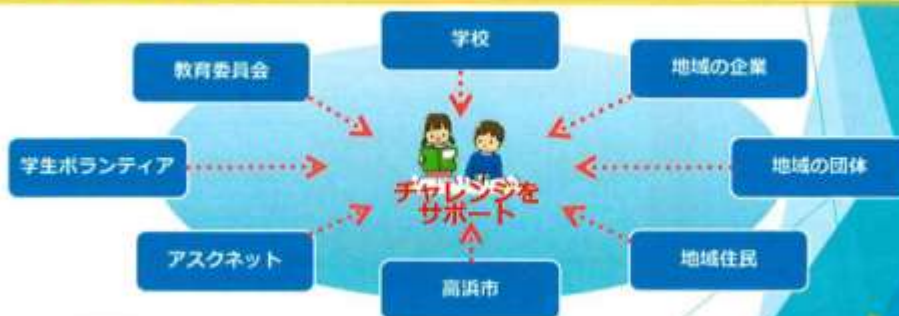 学校
教育委員会
地域の企業
学生ボランティア
地域の団体
チャレンジを
サポート
アスクネット
地域住民
高浜市